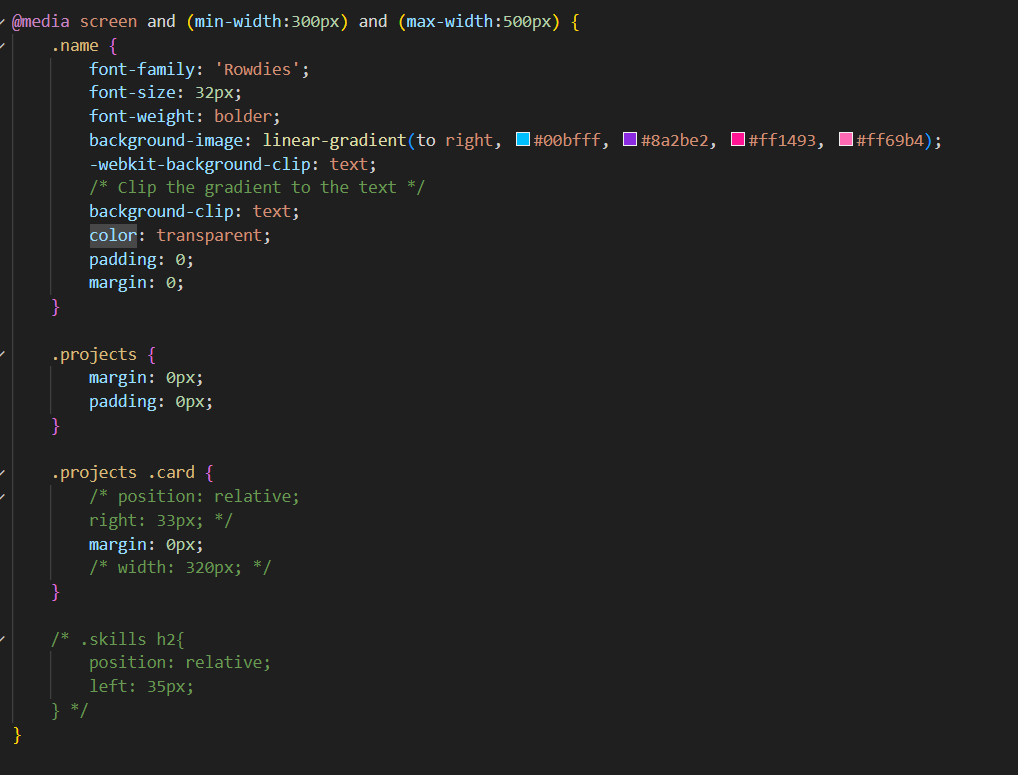 @media screen and (min-width:300px) and (max-width:500px) {
    .name {
        font-family: 'Rowdies';
        font-size: 32px;
        font-weight: bolder;
        background-image: linear-gradient(to right, #00bfff, #8a2be2, #ff1493, #ff69b4);
        -webkit-background-clip: text;
        /* Clip the gradient to the text */
        background-clip: text;
        color: transparent;
        padding: 0;
        margin: 0;
    }

    .projects {
        margin: 0px;
        padding: 0px;
    }

    .projects .card {
        /* position: relative;
        right: 33px; */
        margin: 0px;
        /* width: 320px; */
    }

    /* .skills h2{
        position: relative;
        left: 35px;
    } */
}